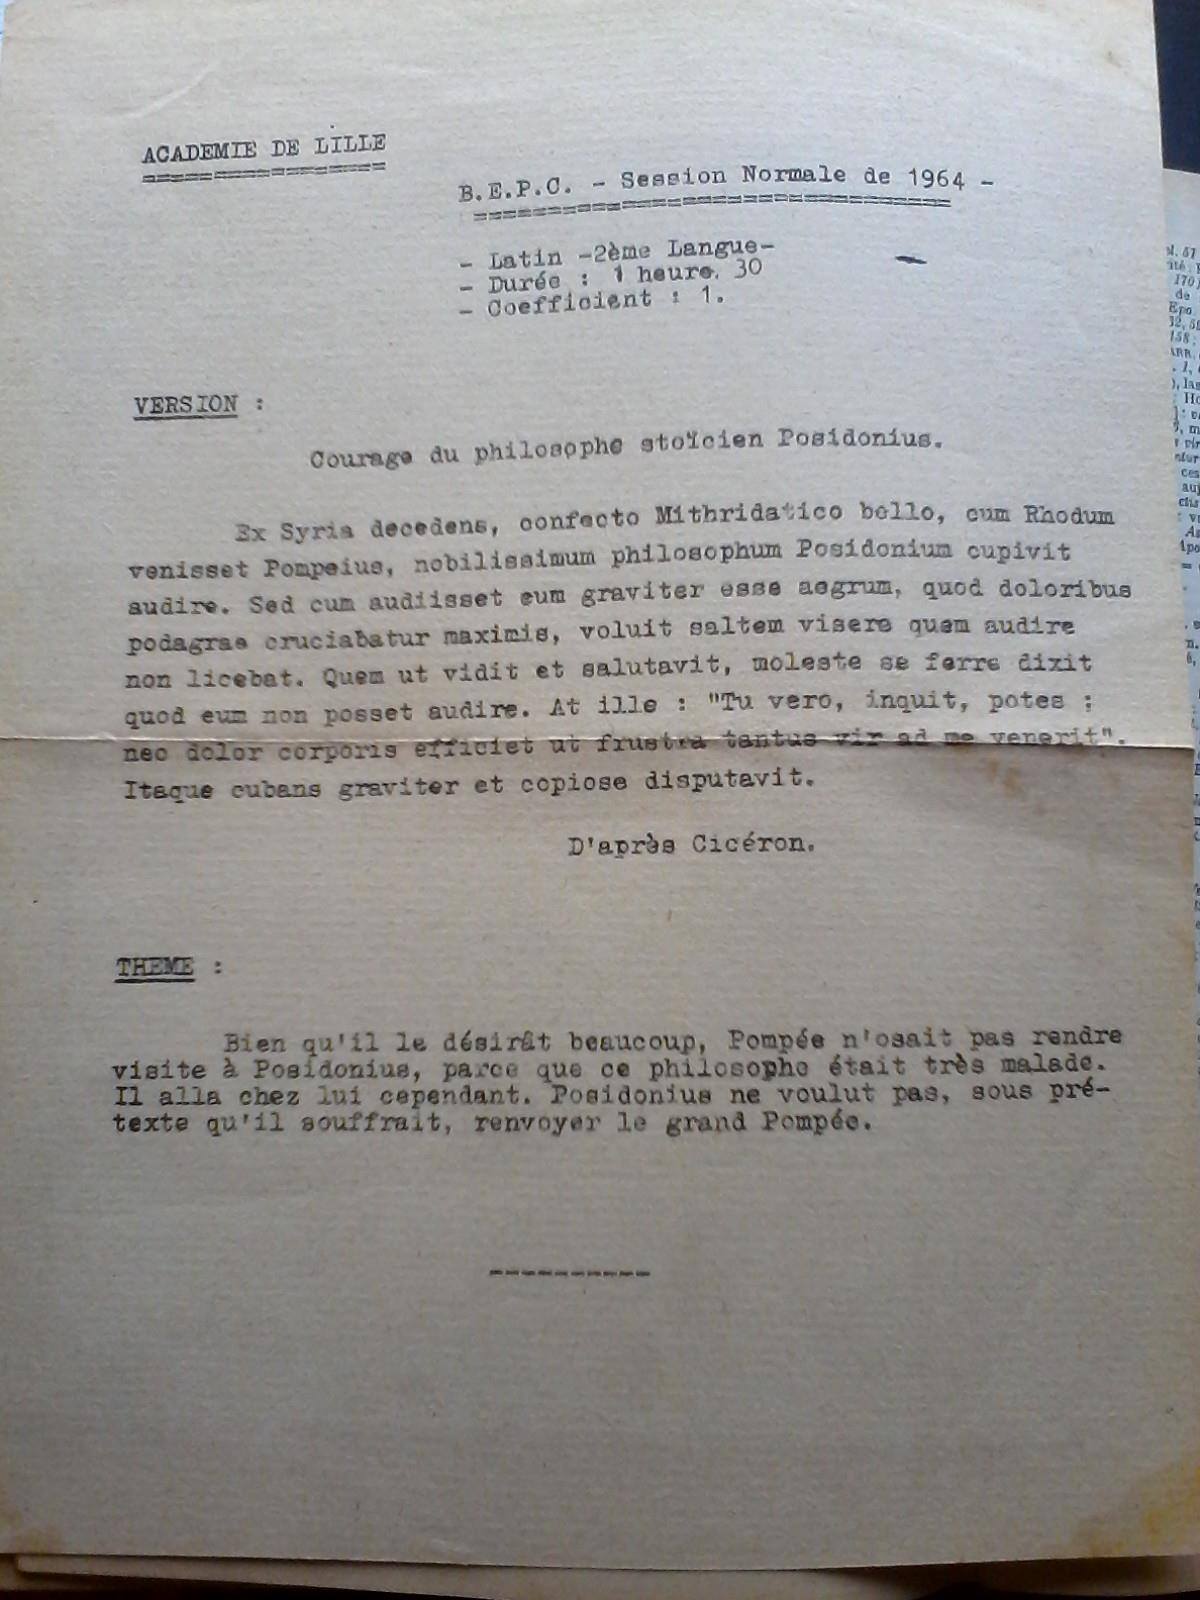 ACADEMIE DE LILLE
B.E.P.C. - Session Normale de 1964 -
- Latin -2ème Langue-
- Durée : 1 heure. 30
- Coefficient : 1.
VERSION :
Courage du philosophe stoïcien Posidonius.
Ex Syria decedens, confecto Mithridatico bello, cum Rhodum
venisset Pompeius, nobilissimum philosophum Posidonium cupivit
audire. Sed cum audiisset eum graviter esse aegrum, quod doloribus
podagrae cruciabatur maximis, voluit saltem visere quem audire
non licebat. Quem ut vidit et salutavit, moleste se ferre dixit
quod eum non posset audire. At ille : "Tu vero, inquit, potes ;
nec dolor corporis efficiet ut frustra tantus vir ad me venerit".
Itaque cubans graviter et copiose disputavit.
D'après Cicéron.
THEME :
Bien qu'il le désirât beaucoup, Pompée n'osait pas rendre
visite à Posidonius, parce que ce philosophe était très malade.
Il alla chez lui cependant. Posidonius ne voulut pas, sous pré-
texte qu'il souffrait, renvoyer le grand Pompée.